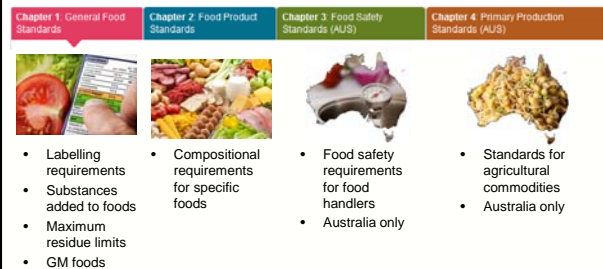 Chapter 1: General Food
Standards
Chapter 2: Food Product
Standards
Chapter 3: Food Safety
Standards (AUS)
Chapter 4: Primary Production
Standards (AUS)
• Labelling
requirements
• Substances
added to foods
• Maximum
residue limits
• GM foods
• Compositional
requirements
for specific
foods
• Food safety
requirements
for food
handlers
• Australia only
• Standards for
agricultural
commodities
• Australia only